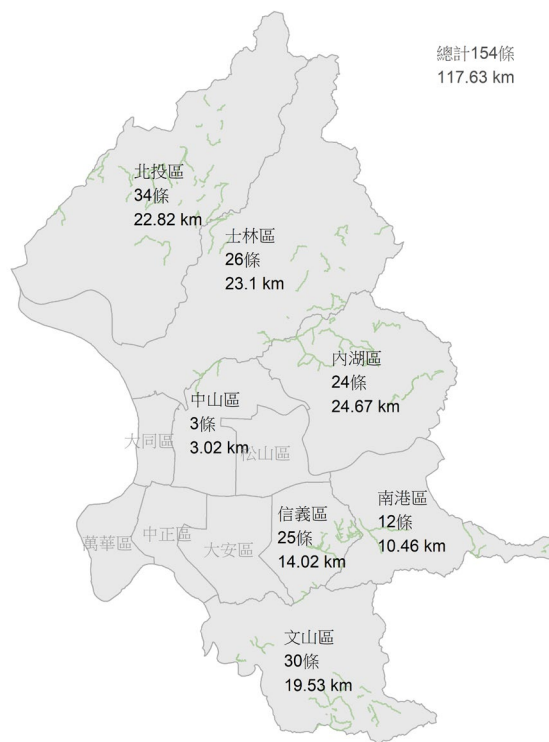 總計154條
117.63 km
北投區
34條
22.82 km
士林區
26條
23.1 km
內湖區
24條
24.67 km
中山區
3條
3.02 km
大同區
松山區
南港區
12條
10.46 km
信義區
25條
14.02 km
萬華區
中正區
大安區
文山區
30條
19.53 km